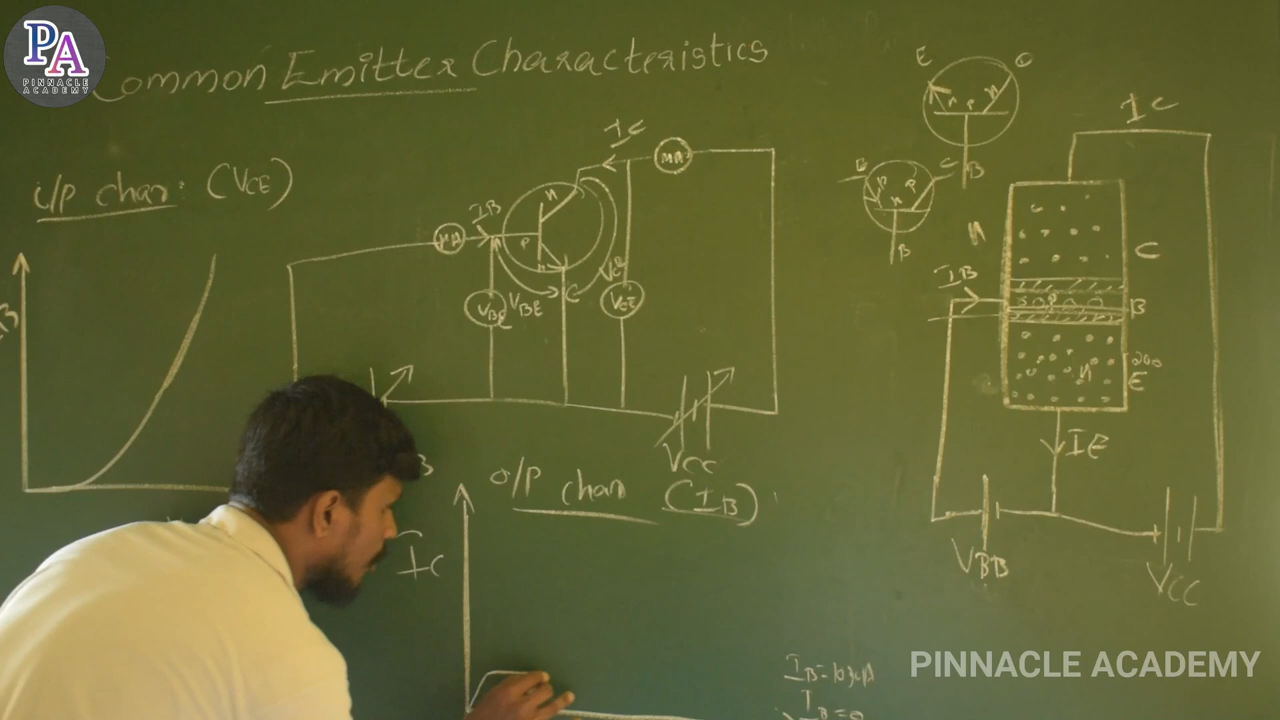 PA
PINNACLE
ACADEMY
Common Emitter Characteristics
i/p char: (VCE)
IB
MA
IC
MA
n
P
n
VBE
VBE
VCE
VCE
VCC
E
C
n P n
B
E
C
P P
n
B
IC
n
C
IB
P
B
n
E
IE
VBB
VCC
o/p char (IB)
IC
IB=10μA
IB=0
PINNACLE ACADEMY